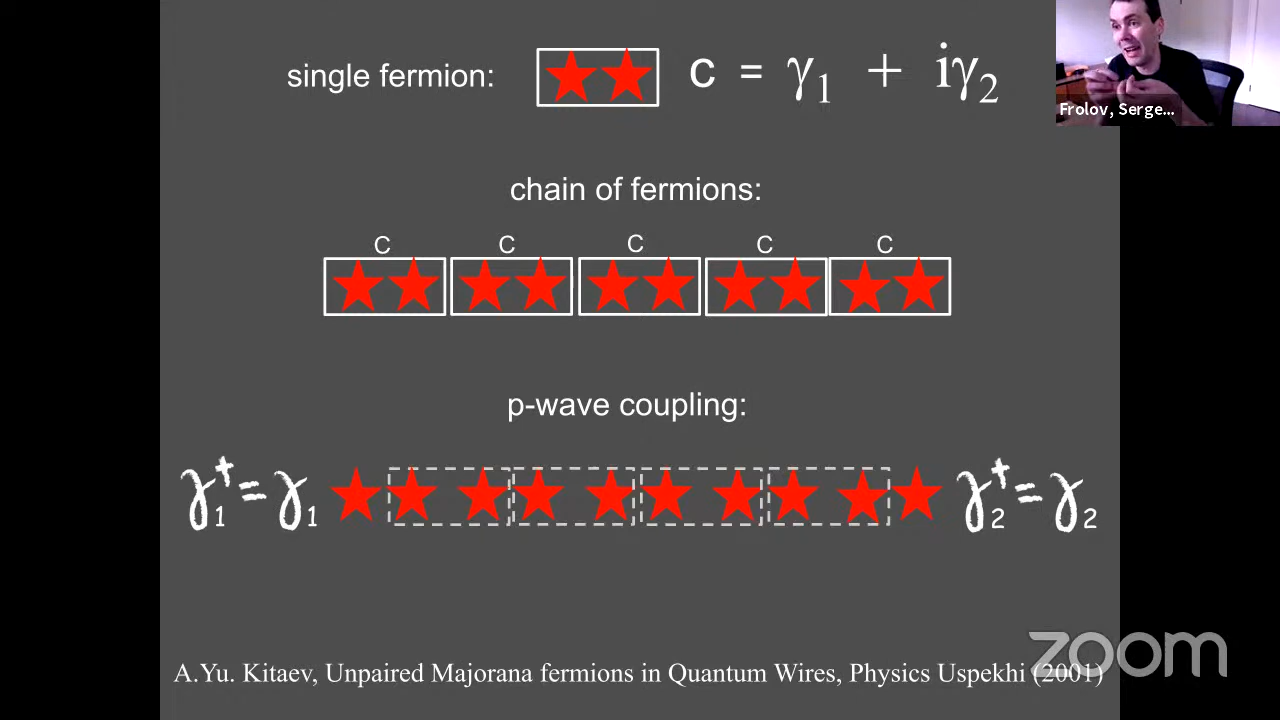 single fermion:
c = γ₁ + iγ₂
Frolov, Serge...
chain of fermions:
C C C C C
p-wave coupling:
γ₁† = γ₁
γ₂† = γ₂
zoom
A.Yu. Kitaev, Unpaired Majorana fermions in Quantum Wires, Physics Uspekhi (2001)